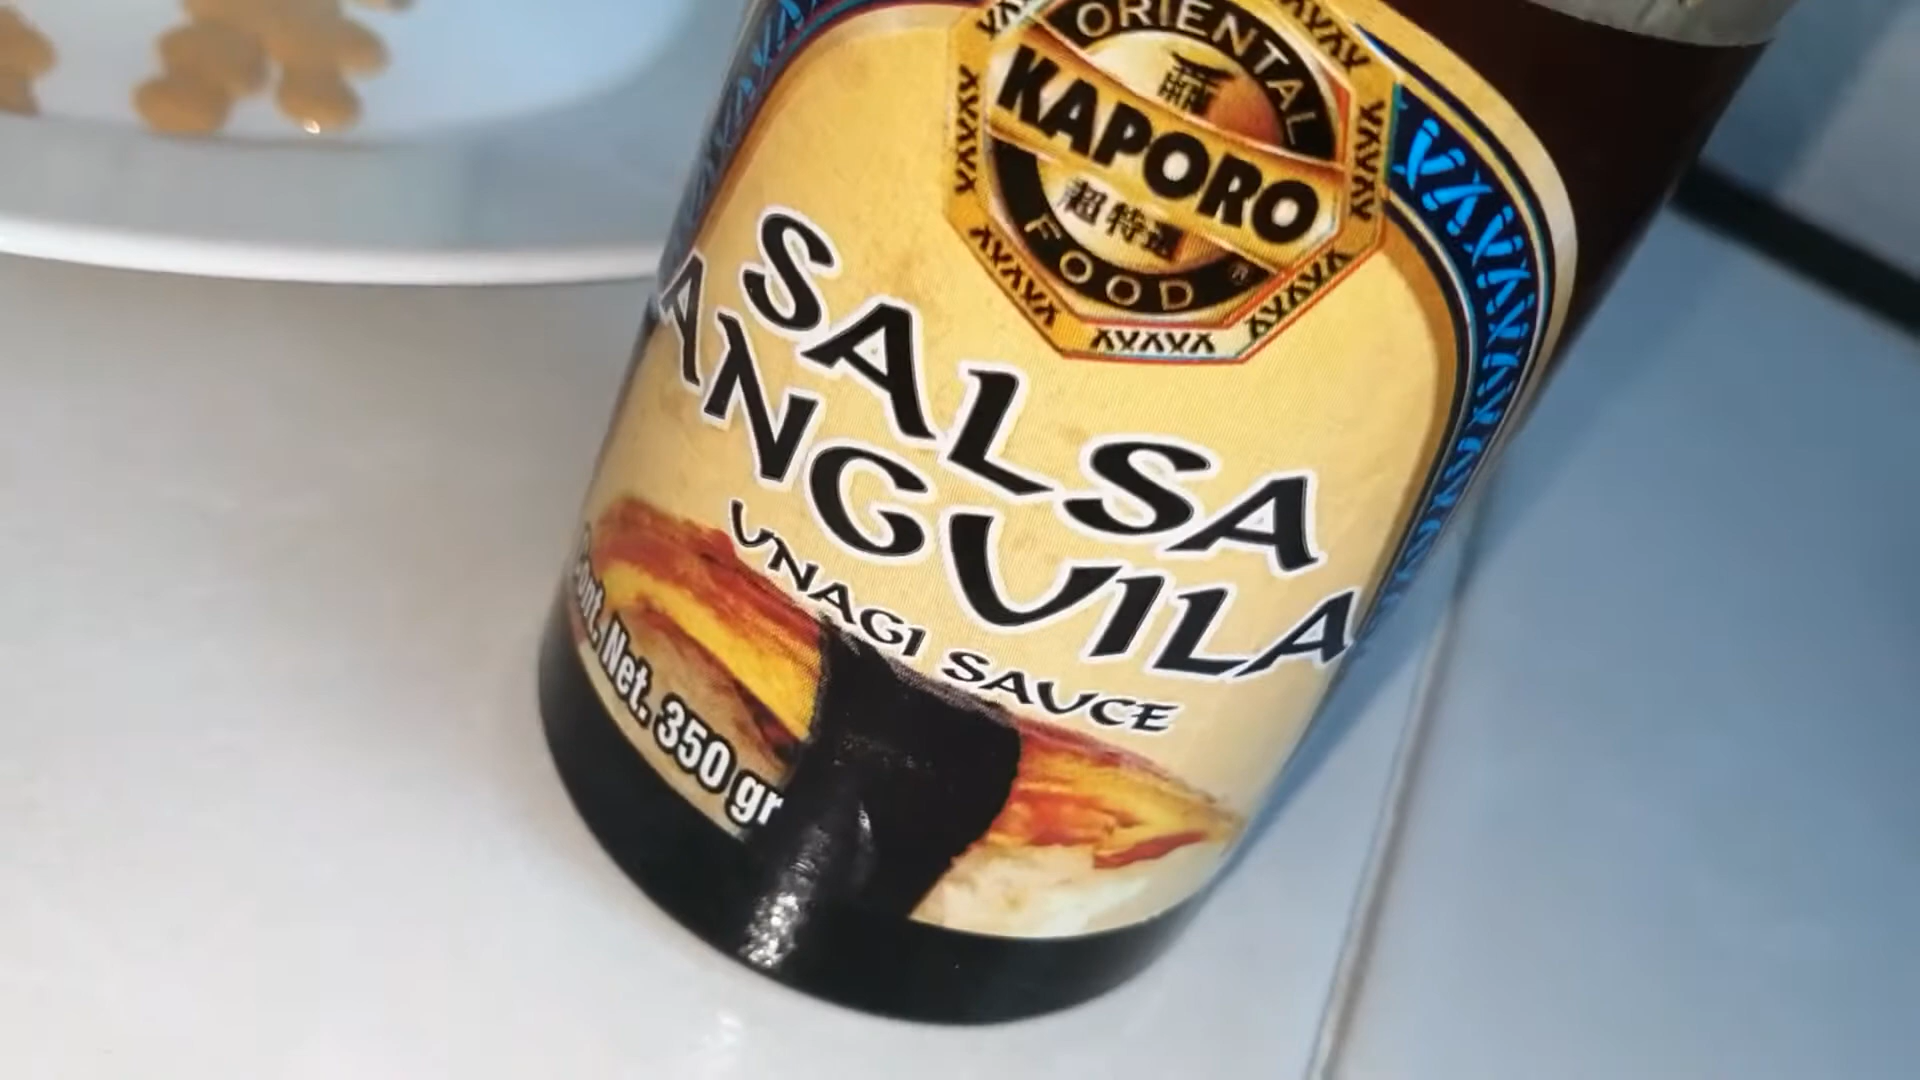 ORIENTAL
KAPORO
超特選
FOOD ®
SALSA
ANGUILA
UNAGI SAUCE
Cont. Net. 350 gr